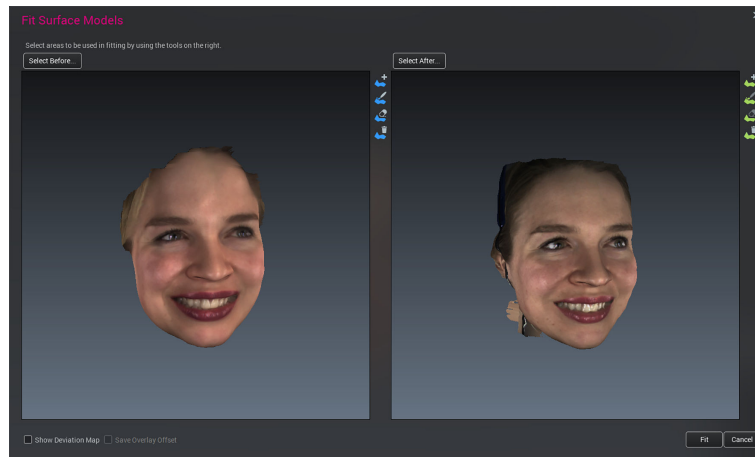 Fit Surface Models
Select areas to be used in fitting by using the tools on the right.
Select Before...
Select After...
Show Deviation Map
Save Overlay Offset
Fit
Cancel